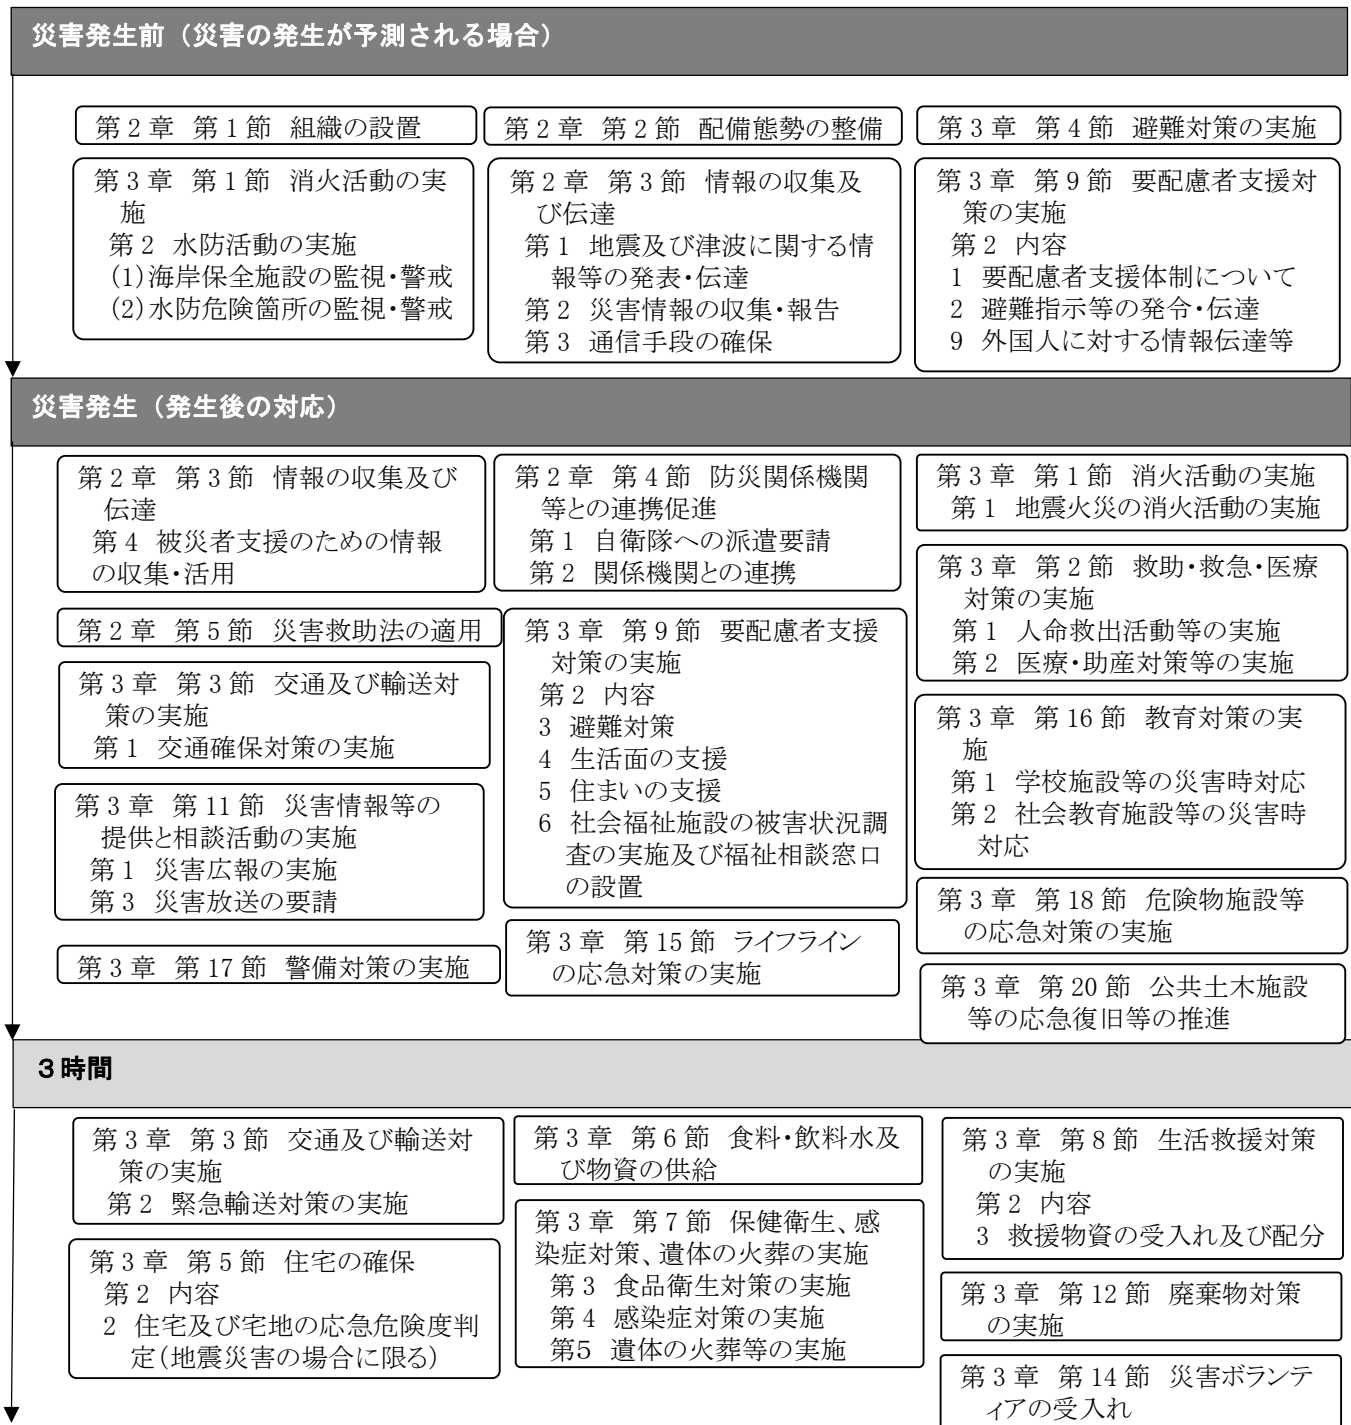 災害発生前（災害の発生が予測される場合）
第２章 第１節 組織の設置
第２章 第２節 配備態勢の整備
第３章 第４節 避難対策の実施
第３章 第１節 消火活動の実
施
第２ 水防活動の実施
(1)海岸保全施設の監視・警戒
(2)水防危険箇所の監視・警戒
第２章 第３節 情報の収集及
び伝達
第１ 地震及び津波に関する情
報等の発表・伝達
第２ 災害情報の収集・報告
第３ 通信手段の確保
第３章 第９節 要配慮者支援対
策の実施
第２ 内容
１ 要配慮者支援体制について
２ 避難指示等の発令・伝達
９ 外国人に対する情報伝達等
災害発生（発生後の対応）
第２章 第３節 情報の収集及び
伝達
第４ 被災者支援のための情報
の収集・活用
第２章 第５節 災害救助法の適用
第３章 第３節 交通及び輸送対
策の実施
第１ 交通確保対策の実施
第３章 第11節 災害情報等の
提供と相談活動の実施
第１ 災害広報の実施
第３ 災害放送の要請
第３章 第17節 警備対策の実施
第２章 第４節 防災関係機関
等との連携促進
第１ 自衛隊への派遣要請
第２ 関係機関との連携
第３章 第９節 要配慮者支援
対策の実施
第２ 内容
３ 避難対策
４ 生活面の支援
５ 住まいの支援
６ 社会福祉施設の被害状況調
査の実施及び福祉相談窓口
の設置
第３章 第15節 ライフライン
の応急対策の実施
第３章 第１節 消火活動の実施
第１ 地震火災の消火活動の実施
第３章 第２節 救助・救急・医療
対策の実施
第１ 人命救出活動等の実施
第２ 医療・助産対策等の実施
第３章 第16節 教育対策の実
施
第１ 学校施設等の災害時対応
第２ 社会教育施設等の災害時
対応
第３章 第18節 危険物施設等
の応急対策の実施
第３章 第20節 公共土木施設
等の応急復旧等の推進
３時間
第３章 第３節 交通及び輸送対
策の実施
第２ 緊急輸送対策の実施
第３章 第５節 住宅の確保
第２ 内容
２ 住宅及び宅地の応急危険度判
定（地震災害の場合に限る）
第３章 第６節 食料・飲料水及
び物資の供給
第３章 第７節 保健衛生、感
染症対策、遺体の火葬の実施
第３ 食品衛生対策の実施
第４ 感染症対策の実施
第5 遺体の火葬等の実施
第３章 第８節 生活救援対策
の実施
第２ 内容
３ 救援物資の受入れ及び配分
第３章 第12節 廃棄物対策
の実施
第３章 第14節 災害ボランテ
ィアの受入れ